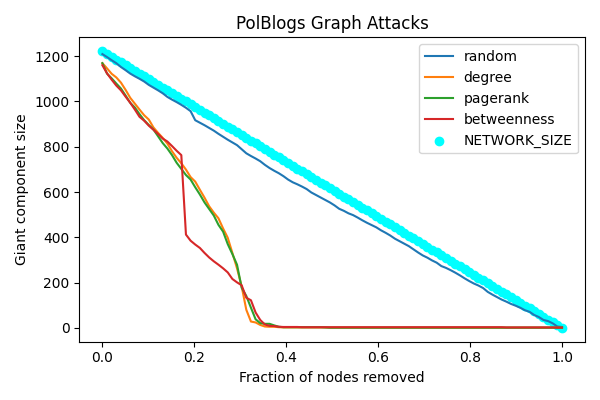 PolBlogs Graph Attacks
Giant component size
1200
1000
800
600
400
200
0
0.0 0.2 0.4 0.6 0.8 1.0
Fraction of nodes removed
random
degree
pagerank
betweenness
NETWORK_SIZE